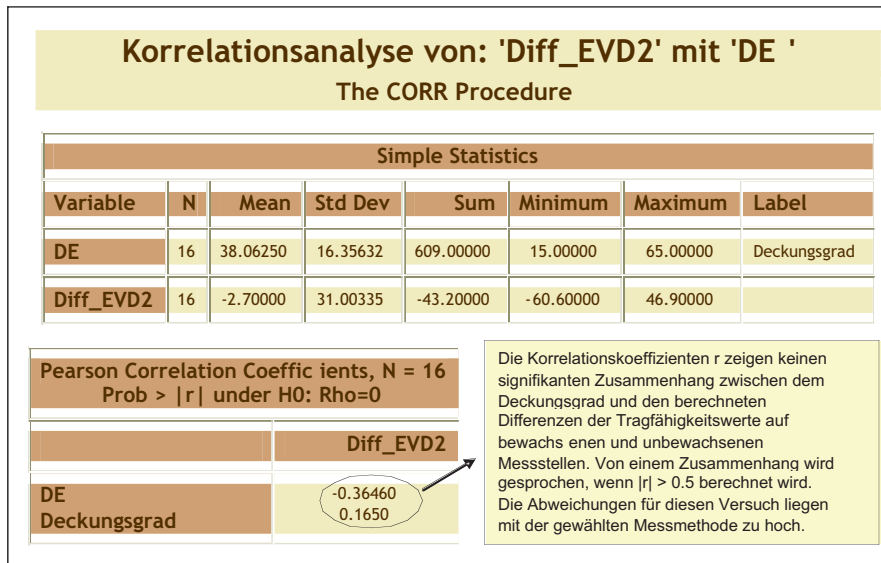 Korrelationsanalyse von: 'Diff_EVD2' mit 'DE '
The CORR Procedure
Simple Statistics
Variable N Mean Std Dev Sum Minimum Maximum Label
DE 16 38.06250 16.35632 609.00000 15.00000 65.00000 Deckungsgrad
Diff_EVD2 16 -2.70000 31.00335 -43.20000 -60.60000 46.90000
Pearson Correlation Coeffic ients, N = 16
Prob > |r| under H0: Rho=0
Diff_EVD2
DE
Deckungsgrad
-0.36460
0.1650
Die Korrelationskoeffizienten r zeigen keinen
signifikanten Zusammenhang zwischen dem
Deckungsgrad und den berechneten
Differenzen der Tragfähigkeitswerte auf
bewachs enen und unbewachsenen
Messstellen. Von einem Zusammenhang wird
gesprochen, wenn |r| > 0.5 berechnet wird.
Die Abweichungen für diesen Versuch liegen
mit der gewählten Messmethode zu hoch.